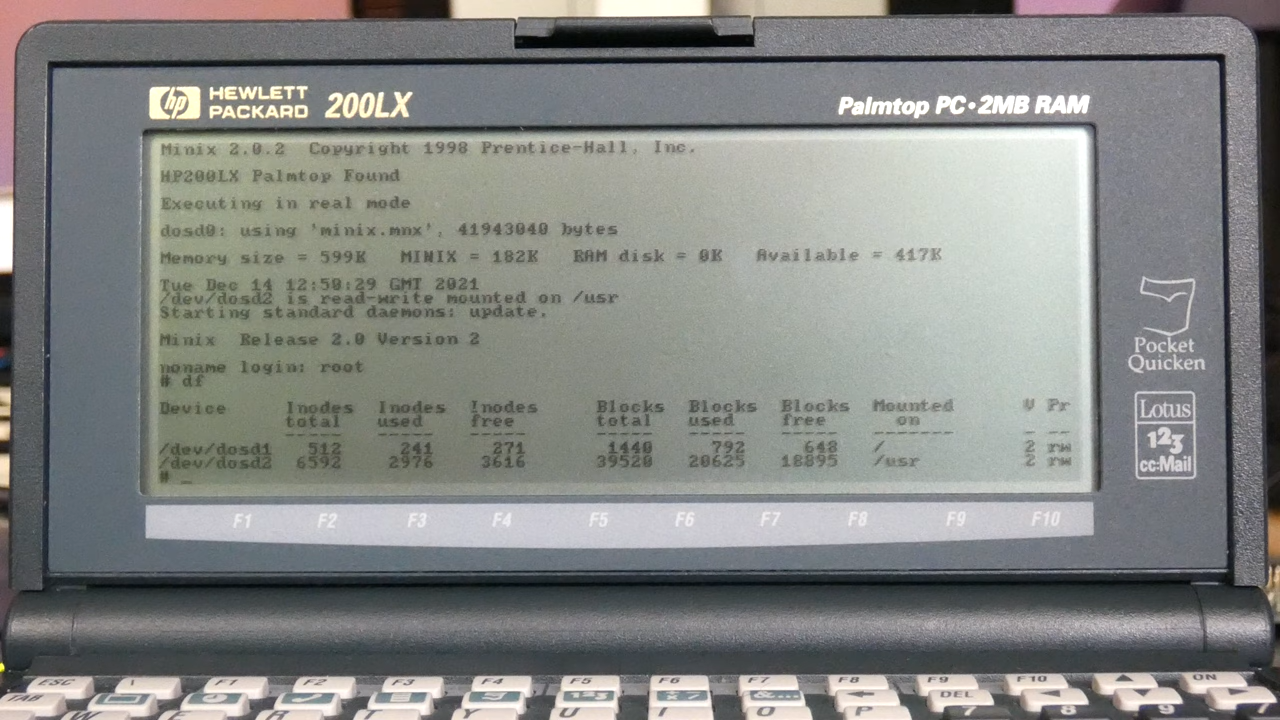 hp HEWLETT PACKARD 200LX
Palmtop PC•2MB RAM
Minix 2.0.2  Copyright 1998 Prentice-Hall, Inc.
HP200LX Palmtop Found
Executing in real mode
dosd0: using 'minix.mnx', 41943040 bytes
Memory size = 599K   MINIX = 182K   RAM disk = 0K   Available = 417K
Tue Dec 14 12:50:29 GMT 2021
/dev/dosd2 is read-write mounted on /usr
Starting standard daemons: update.
Minix  Release 2.0 Version 2
noname login: root
# df
Device Inodes Inodes Inodes Blocks Blocks Blocks Mounted V Pr
total used free total used free on
----- ----- ----- ----- ----- ----- ------- - --
/dev/dosd1 512 241 271 1440 792 648 / 2 rw
/dev/dosd2 6592 2976 3616 39520 20625 18895 /usr 2 rw
# _
Pocket
Quicken
Lotus
123
cc:Mail
F1 F2 F3 F4 F5 F6 F7 F8 F9 F10
ESC \ F1 F2 F3 F4 F5 F6 F7 F8 F9 F10 ON
TAB 123 &... ← DEL
W E R T Y U I O P 7 8 9